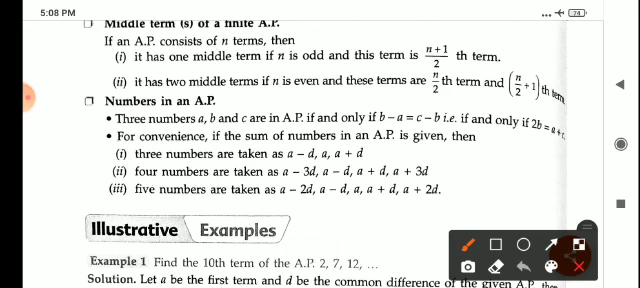 5:08 PM
74
Middle term (s) of a finite A.P.
If an A.P. consists of n terms, then
(i) it has one middle term if n is odd and this term is (n+1)/2 th term.
(ii) it has two middle terms if n is even and these terms are n/2 th term and (n/2 + 1) th term
❑ Numbers in an A.P.
• Three numbers a, b and c are in A.P. if and only if b – a = c – b i.e. if and only if 2b = a + c.
• For convenience, if the sum of numbers in an A.P. is given, then
(i) three numbers are taken as a – d, a, a + d
(ii) four numbers are taken as a – 3d, a – d, a + d, a + 3d
(iii) five numbers are taken as a – 2d, a – d, a, a + d, a + 2d.
Illustrative Examples
Example 1 Find the 10th term of the A.P. 2, 7, 12, ...
Solution. Let a be the first term and d be the common difference of the given A.P. then